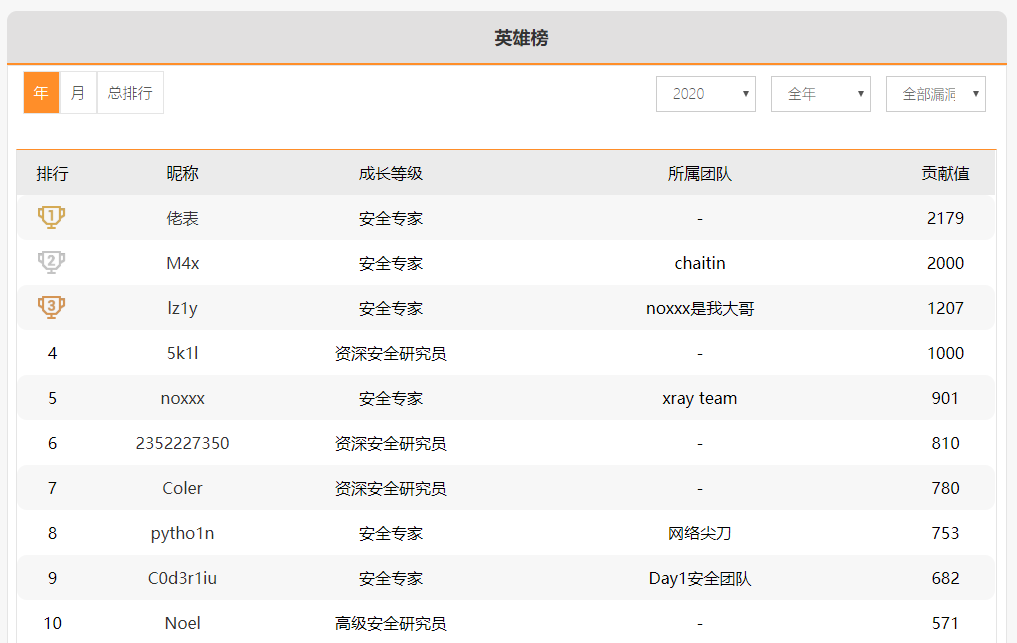 英雄榜
年 月 总排行 2020 全年 全部漏洞
排行 昵称 成长等级 所属团队 贡献值
1 佬表 安全专家 - 2179
2 M4x 安全专家 chaitin 2000
3 lz1y 安全专家 noxxx是我大哥 1207
4 5k1l 资深安全研究员 - 1000
5 noxxx 安全专家 xray team 901
6 2352227350 资深安全研究员 - 810
7 Coler 资深安全研究员 - 780
8 pytho1n 安全专家 网络尖刀 753
9 C0d3r1iu 安全专家 Day1安全团队 682
10 Noel 高级安全研究员 - 571